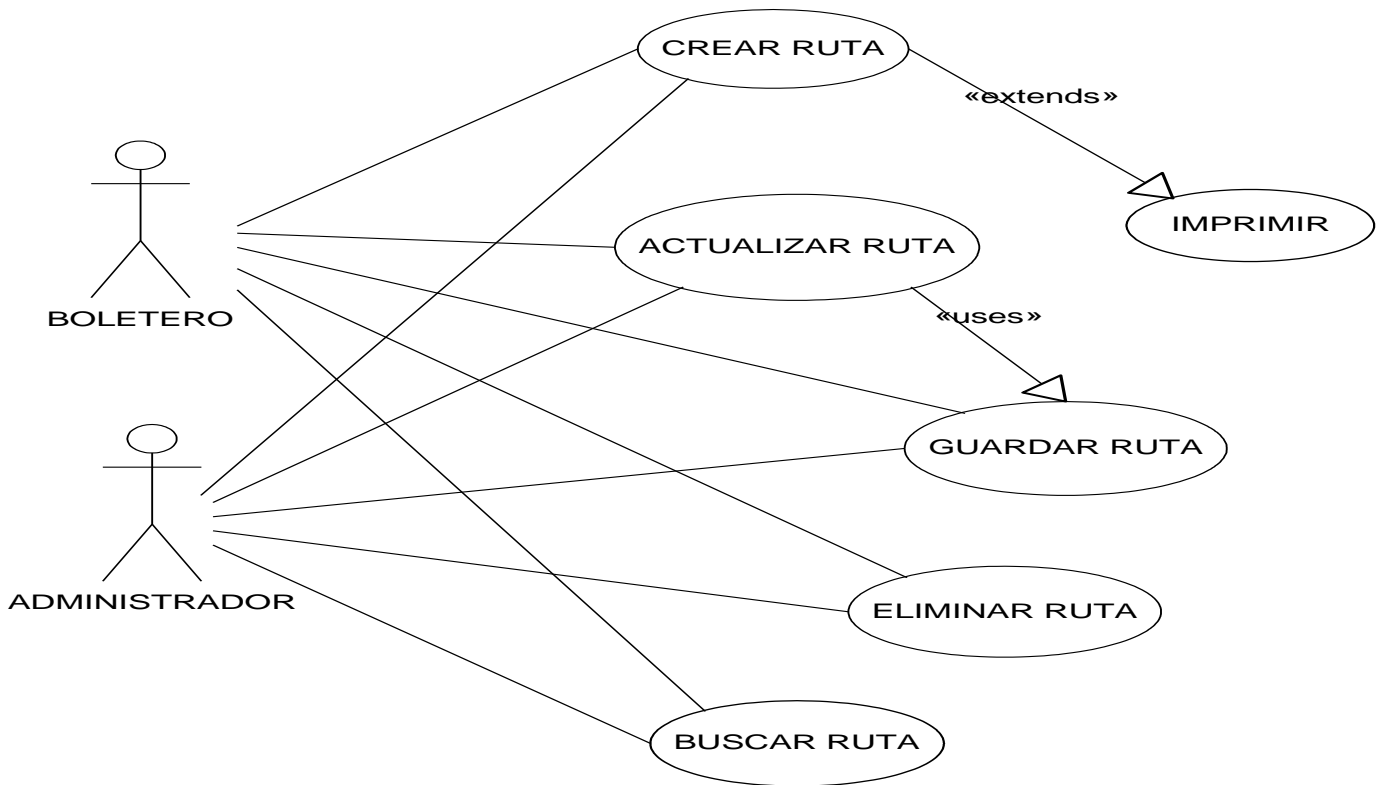 CREAR RUTA
«extends»
IMPRIMIR
ACTUALIZAR RUTA
BOLETERO
«uses»
GUARDAR RUTA
ADMINISTRADOR
ELIMINAR RUTA
BUSCAR RUTA